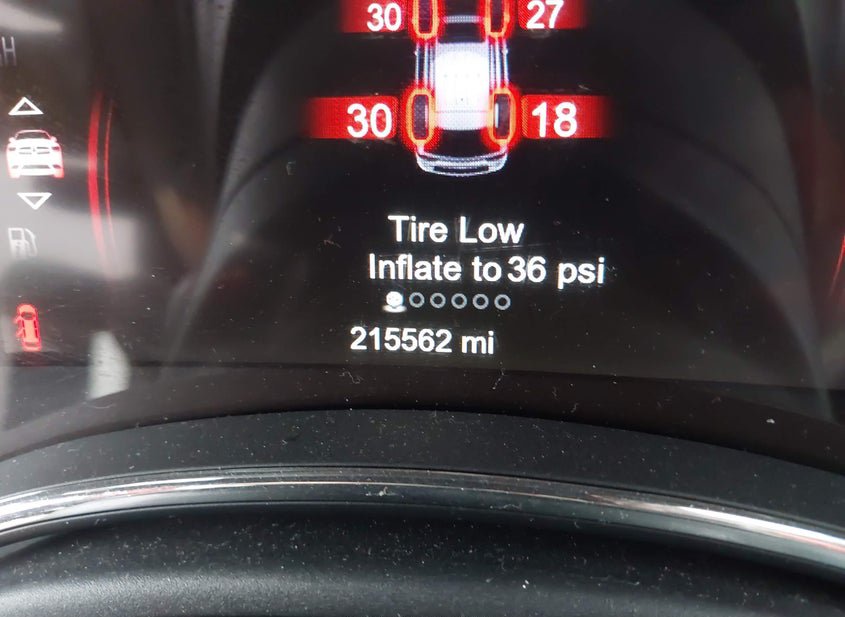 30 27
30 18
Tire Low
Inflate to 36 psi
215562 mi